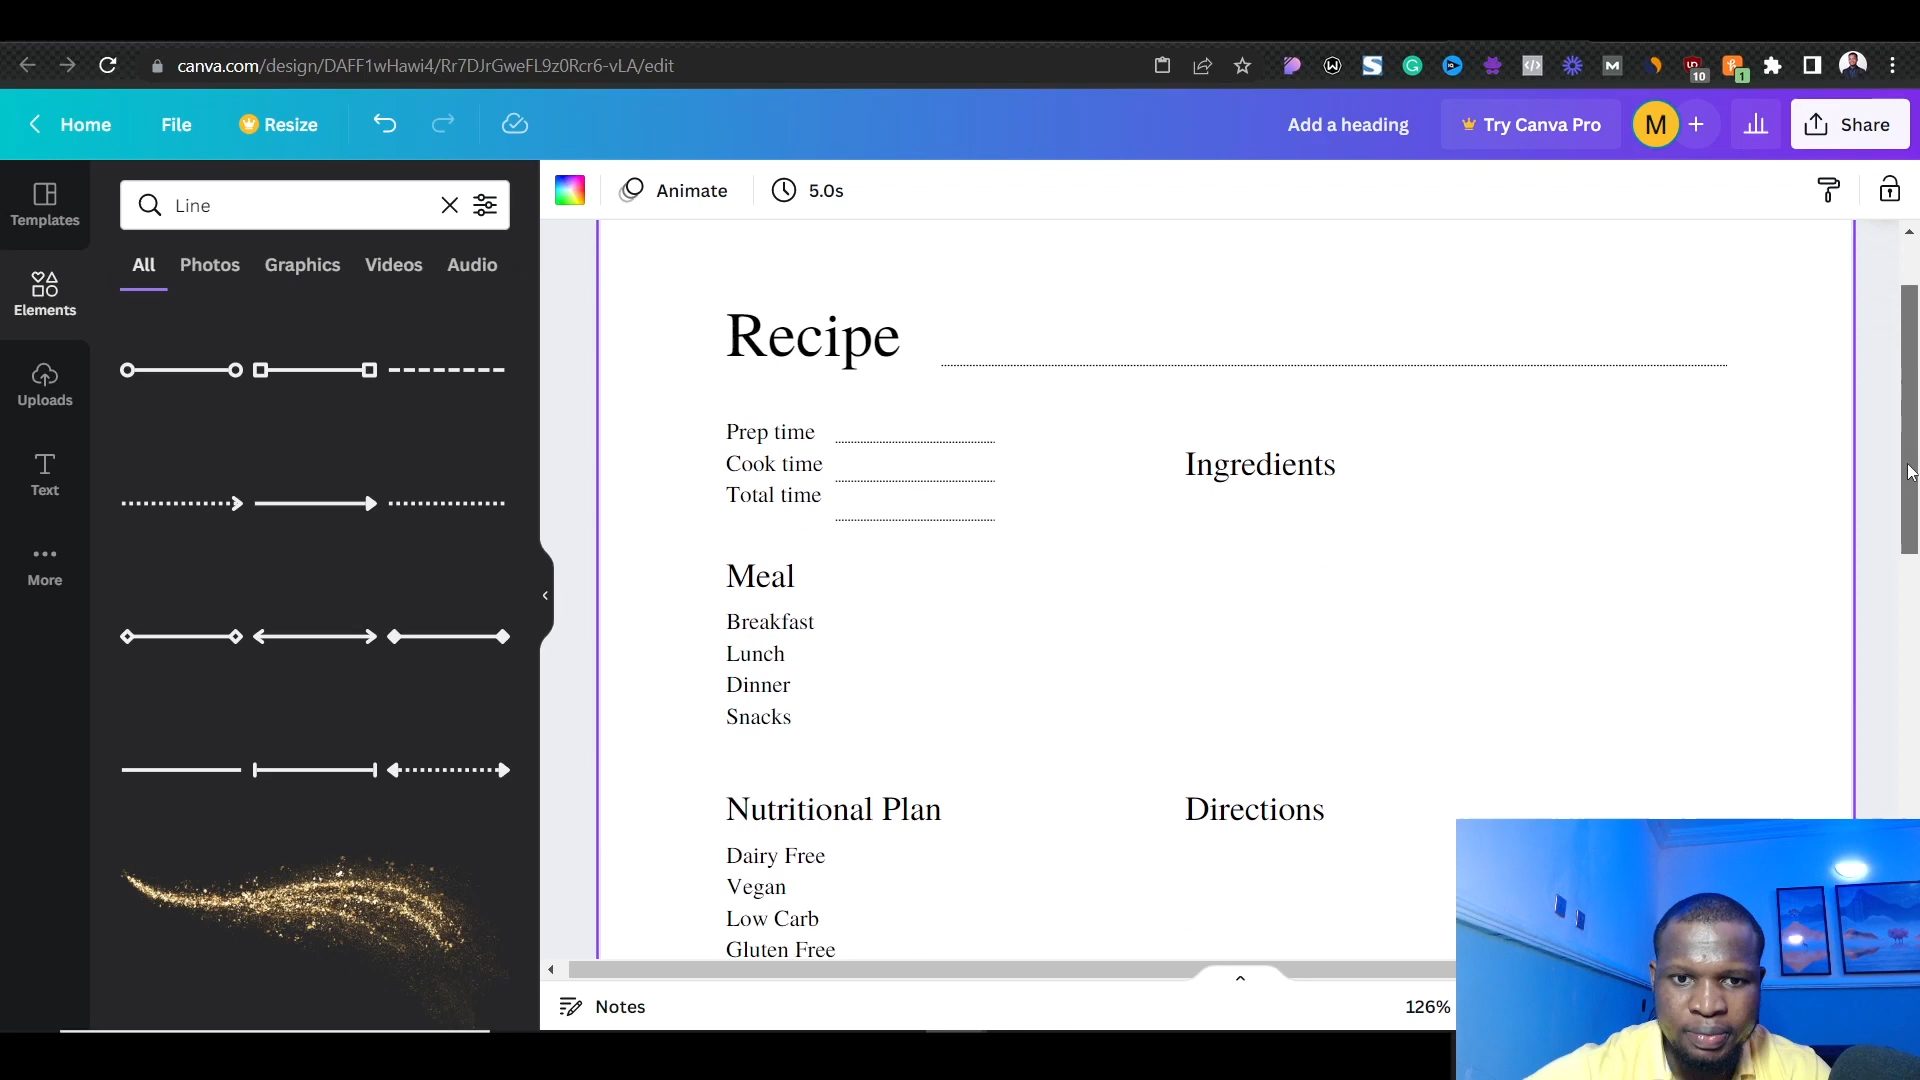 canva.com/design/DAFF1wHawi4/Rr7DJrGweFL9z0Rcr6-vLA/edit
10
1
Home
File
Resize
Add a heading
Try Canva Pro
M
Share
Templates
Elements
Uploads
Text
More
Line
All
Photos
Graphics
Videos
Audio
Animate
5.0s
Recipe
Prep time
Cook time
Total time
Ingredients
Meal
Breakfast
Lunch
Dinner
Snacks
Nutritional Plan
Directions
Dairy Free
Vegan
Low Carb
Gluten Free
Notes
126%